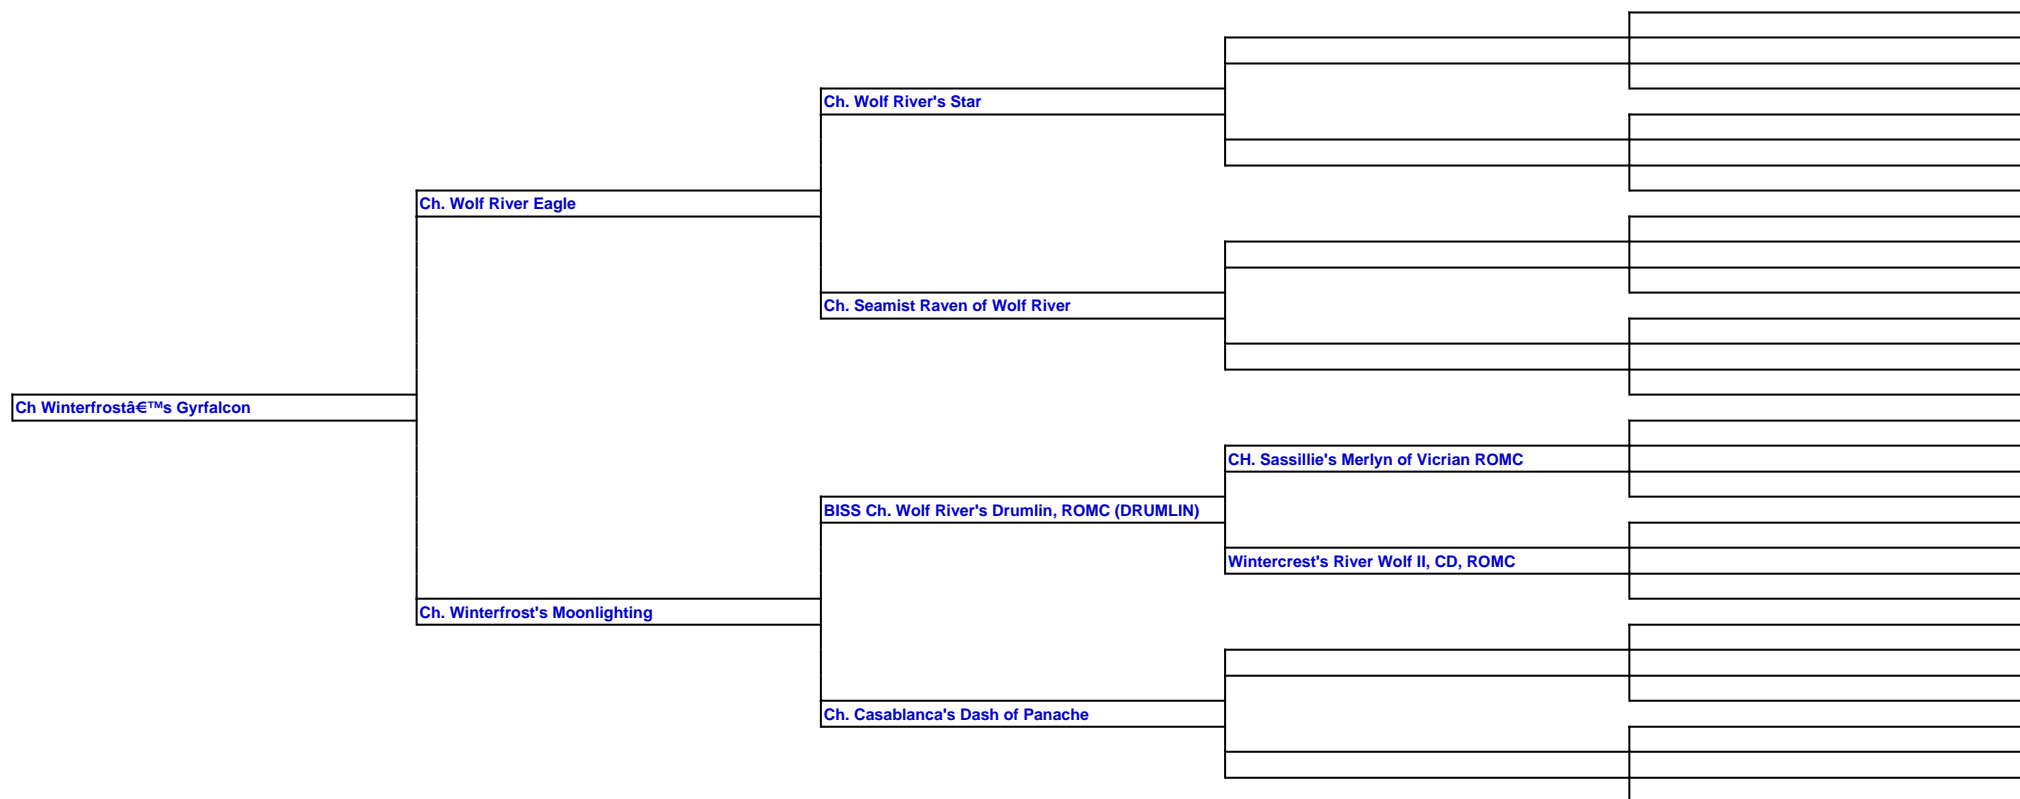 Ch. Wolf River's Star
Ch. Wolf River Eagle
Ch. Seamist Raven of Wolf River
Ch Winterfrostâ€™s Gyrfalcon
CH. Sassillie's Merlyn of Vicrian ROMC
BISS Ch. Wolf River's Drumlin, ROMC (DRUMLIN)
Wintercrest's River Wolf II, CD, ROMC
Ch. Winterfrost's Moonlighting
Ch. Casablanca's Dash of Panache